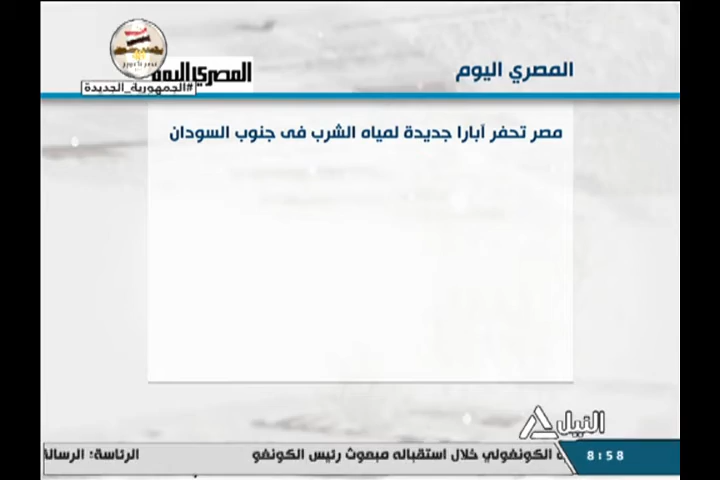 المصري اليوم
المصري اليوم
#الجمهورية_الجديدة
مصر تحفر آبارا جديدة لمياه الشرب فى جنوب السودان
النيل
8:58
الكونغولي خلال استقباله مبعوث رئيس الكونغو
الرئاسة: الرسالة